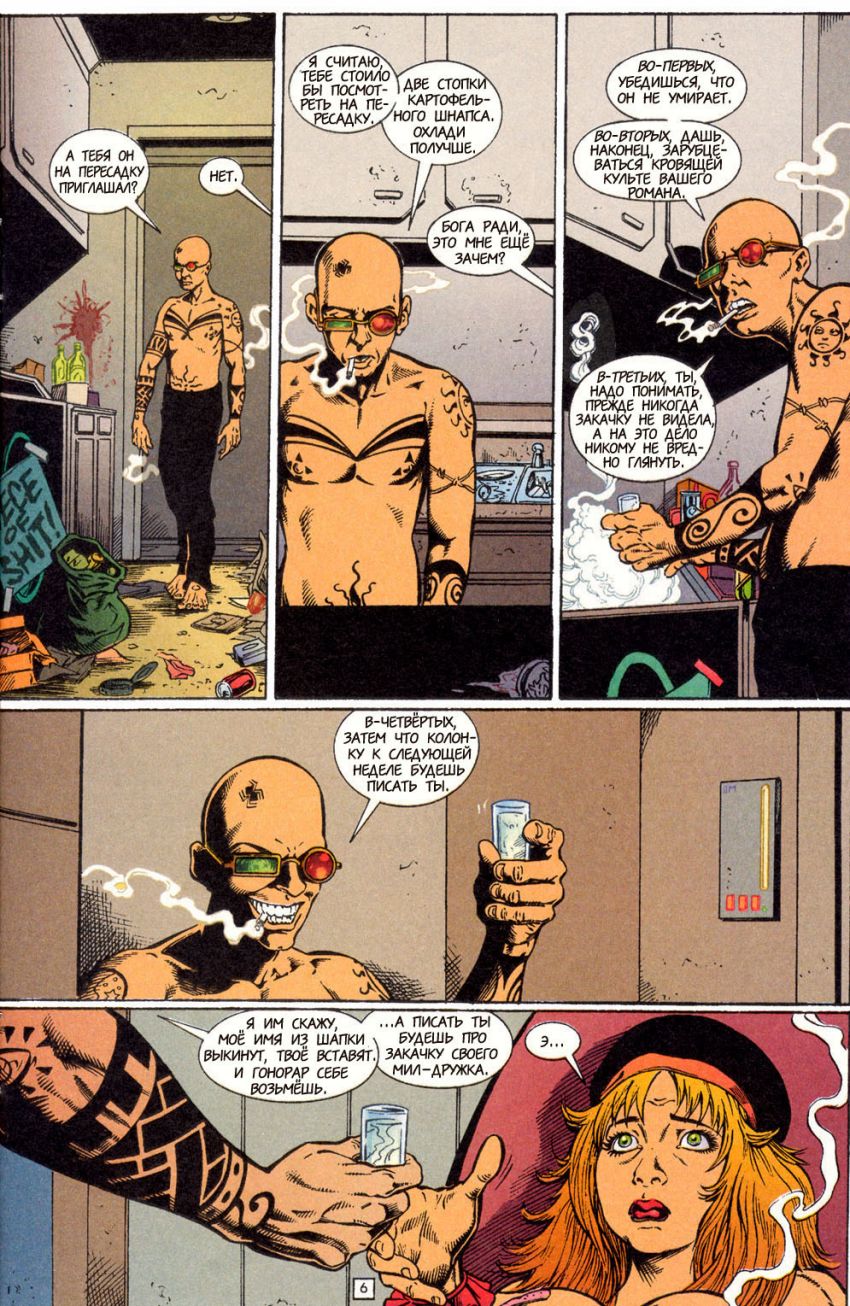 А ТЕБЯ ОН
НА ПЕРЕСАДКУ
ПРИГЛАШАЛ?
НЕТ.
ECE
OF
SHIT!
Я СЧИТАЮ,
ТЕБЕ СТОИЛО
БЫ ПОСМОТ-
РЕТЬ НА ПЕ-
РЕСАДКУ.
ДВЕ СТОПКИ
КАРТОФЕЛЬ-
НОГО ШНАПСА.
ОХЛАДИ
ПОЛУЧШЕ.
БОГА РАДИ,
ЭТО МНЕ ЕЩЁ
ЗАЧЕМ?
ВО-ПЕРВЫХ,
УБЕДИШЬСЯ, ЧТО
ОН НЕ УМИРАЕТ.
ВО-ВТОРЫХ, ДАШЬ,
НАКОНЕЦ, ЗАРУБЦЕ-
ВАТЬСЯ КРОВЯЩЕЙ
КУЛЬТЕ ВАШЕГО
РОМАНА.
В-ТРЕТЬИХ, ТЫ,
НАДО ПОНИМАТЬ,
ПРЕЖДЕ НИКОГДА
ЗАКАЧКУ НЕ ВИДЕЛА,
А НА ЭТО ДЕЛО
НИКОМУ НЕ ВРЕД-
НО ГЛЯНУТЬ.
В-ЧЕТВЁРТЫХ,
ЗАТЕМ ЧТО КОЛОН-
КУ К СЛЕДУЮЩЕЙ
НЕДЕЛЕ БУДЕШЬ
ПИСАТЬ ТЫ.
Я ИМ СКАЖУ,
МОЁ ИМЯ ИЗ ШАПКИ
ВЫКИНУТ, ТВОЁ ВСТАВЯТ.
И ГОНОРАР СЕБЕ
ВОЗЬМЁШЬ.
...А ПИСАТЬ ТЫ
БУДЕШЬ ПРО
ЗАКАЧКУ СВОЕГО
МИЛ-ДРУЖКА.
Э...
6